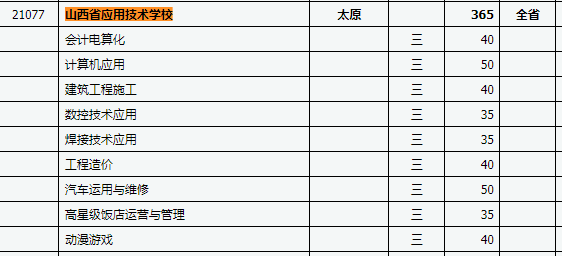 21077 山西省应用技术学校 太原 365 全省
会计电算化 三 40
计算机应用 三 50
建筑工程施工 三 40
数控技术应用 三 35
焊接技术应用 三 35
工程造价 三 40
汽车运用与维修 三 50
高星级饭店运营与管理 三 35
动漫游戏 三 40